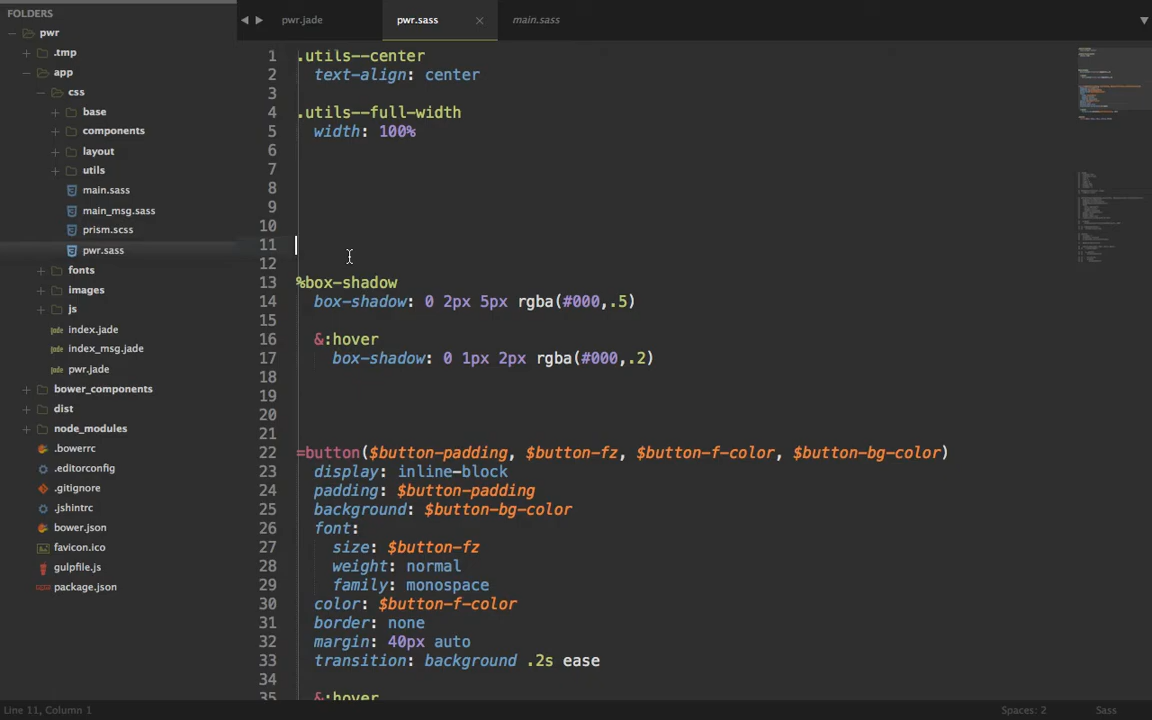 FOLDERS
pwr
.tmp
app
css
base
components
layout
utils
main.sass
main_msg.sass
prism.scss
pwr.sass
fonts
images
js
index.jade
index_msg.jade
pwr.jade
bower_components
dist
node_modules
.bowerrc
.editorconfig
.gitignore
.jshintrc
bower.json
favicon.ico
gulpfile.js
package.json
pwr.jade
pwr.sass
main.sass
1 .utils--center
2 text-align: center
3
4 .utils--full-width
5 width: 100%
6
7
8
9
10
11
12
13 %box-shadow
14 box-shadow: 0 2px 5px rgba(#000,.5)
15
16 &:hover
17 box-shadow: 0 1px 2px rgba(#000,.2)
18
19
20
21
22 =button($button-padding, $button-fz, $button-f-color, $button-bg-color)
23 display: inline-block
24 padding: $button-padding
25 background: $button-bg-color
26 font:
27 size: $button-fz
28 weight: normal
29 family: monospace
30 color: $button-f-color
31 border: none
32 margin: 40px auto
33 transition: background .2s ease
34
35 &:hover
Line 11, Column 1
Spaces: 2
Sass